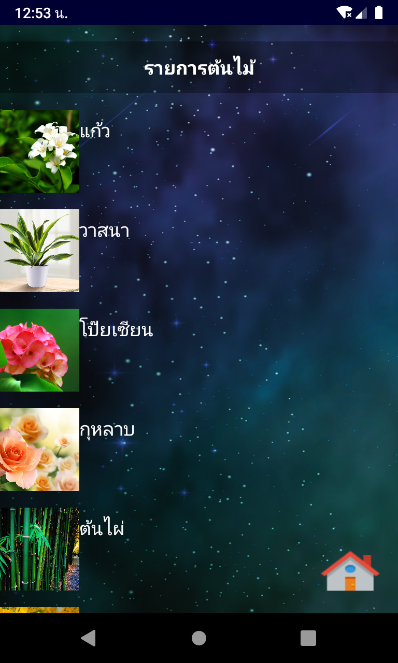 12:53 น.
รายการต้นไม้
แก้ว
วาสนา
โป๊ยเซียน
กุหลาบ
ต้นไผ่